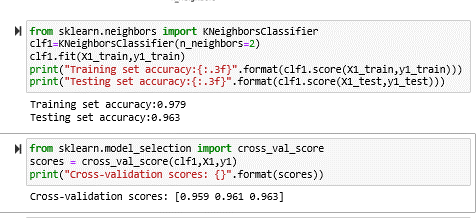 from sklearn.neighbors import KNeighborsClassifier
clf1=KNeighborsClassifier(n_neighbors=2)
clf1.fit(X1_train,y1_train)
print("Training set accuracy:{:.3f}".format(clf1.score(X1_train,y1_train)))
print("Testing set accuracy:{:.3f}".format(clf1.score(X1_test,y1_test)))
Training set accuracy:0.979
Testing set accuracy:0.963
from sklearn.model_selection import cross_val_score
scores = cross_val_score(clf1,X1,y1)
print("Cross-validation scores: {}".format(scores))
Cross-validation scores: [0.959 0.961 0.963]